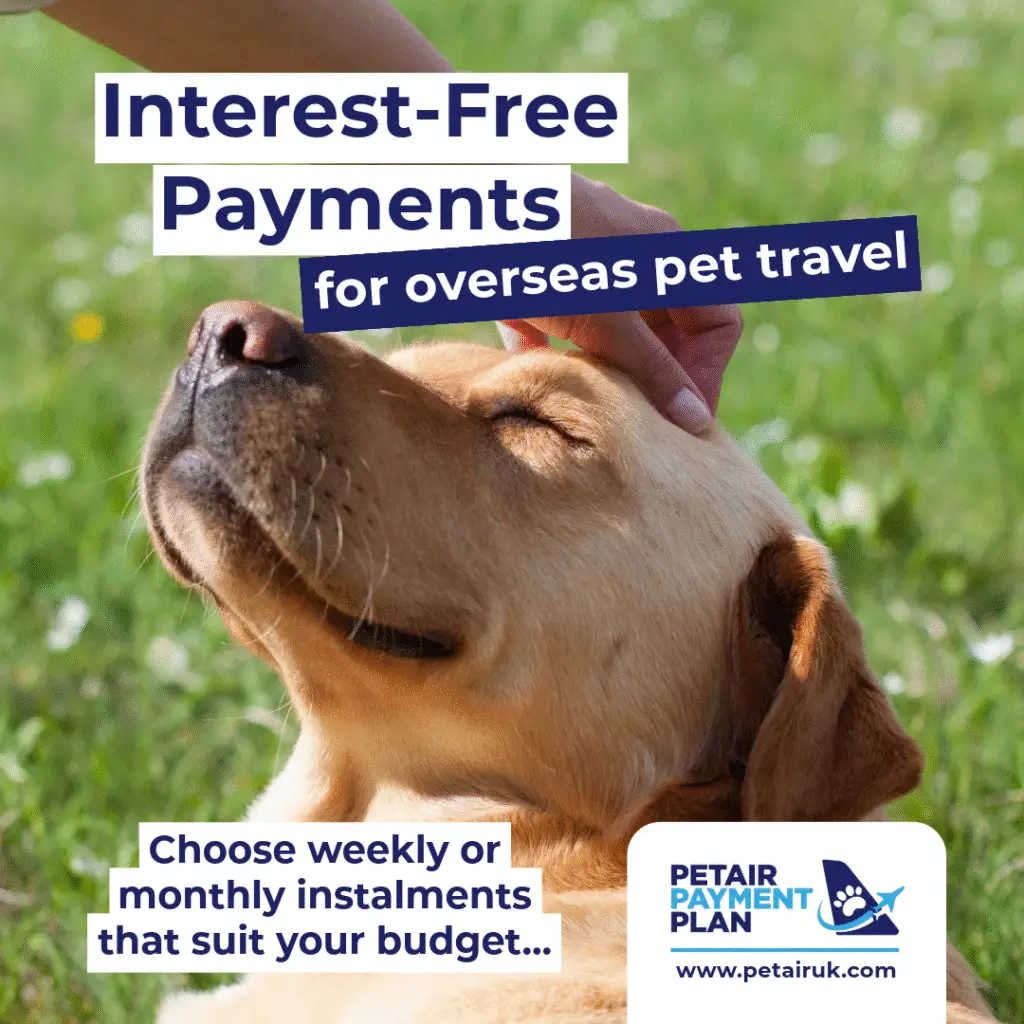 Interest-Free
Payments
for overseas pet travel
Choose weekly or
monthly instalments
that suit your budget...
PETAIR
PAYMENT
PLAN
www.petairuk.com